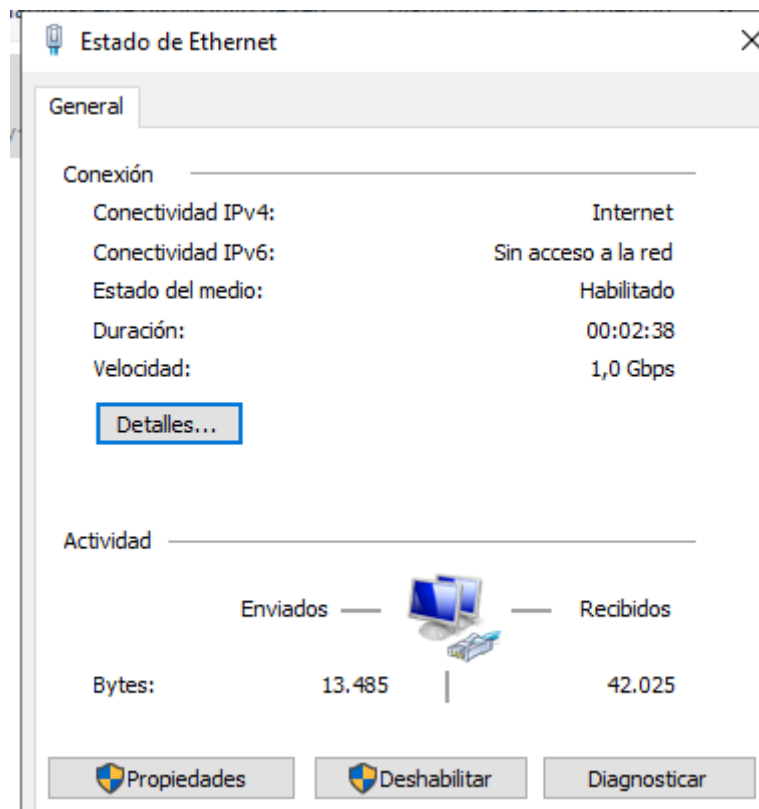 Estado de Ethernet
General
Conexión
Conectividad IPv4: Internet
Conectividad IPv6: Sin acceso a la red
Estado del medio: Habilitado
Duración: 00:02:38
Velocidad: 1,0 Gbps
Detalles...
Actividad
Enviados — — Recibidos
Bytes: 13.485 42.025
Propiedades Deshabilitar Diagnosticar